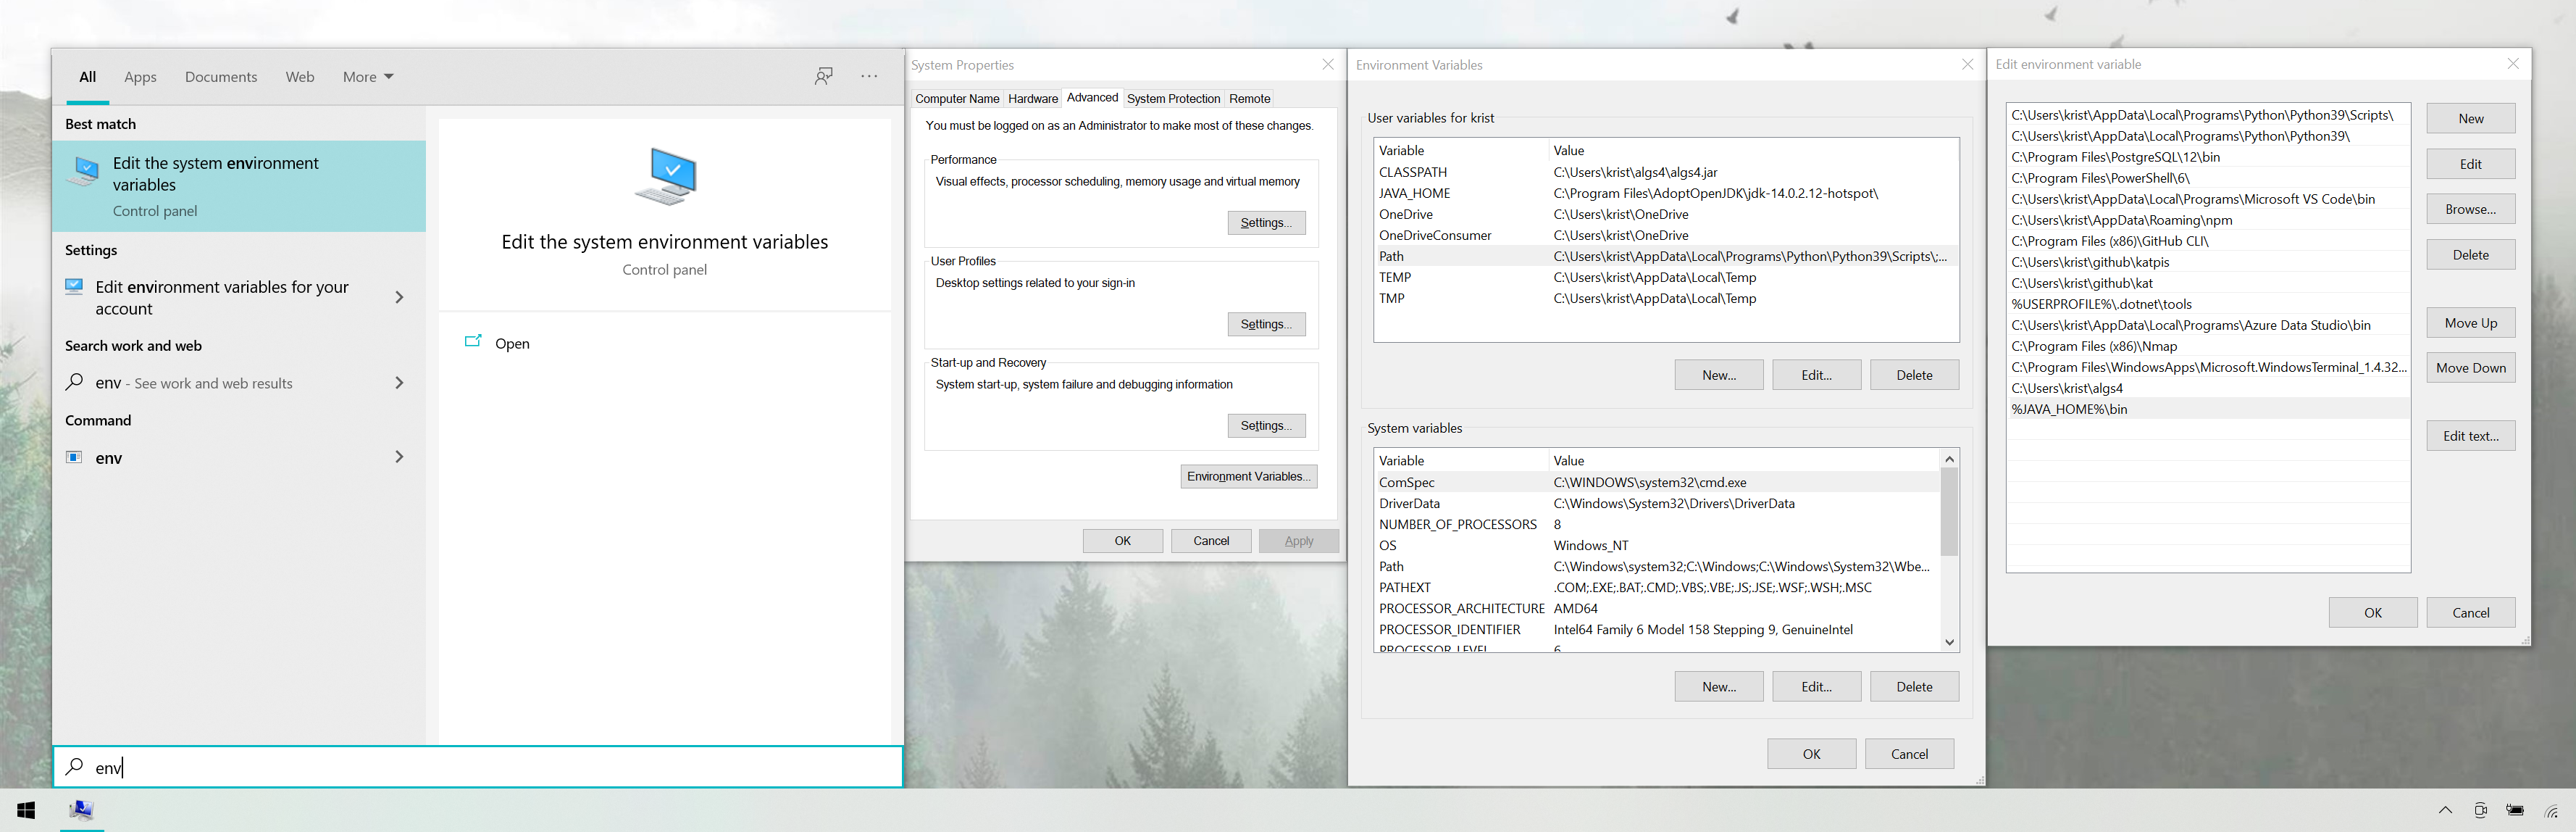 All Apps Documents Web More
Best match
Edit the system environment
variables
Control panel
Settings
Edit environment variables for your
account
Search work and web
env - See work and web results
Command
env
Edit the system environment variables
Control panel
Open
env
System Properties
Computer Name Hardware Advanced System Protection Remote
You must be logged on as an Administrator to make most of these changes.
Performance
Visual effects, processor scheduling, memory usage and virtual memory
Settings...
User Profiles
Desktop settings related to your sign-in
Settings...
Start-up and Recovery
System start-up, system failure and debugging information
Settings...
Environment Variables...
OK Cancel Apply
Environment Variables
User variables for krist
Variable Value
CLASSPATH C:\Users\krist\algs4\algs4.jar
JAVA_HOME C:\Program Files\AdoptOpenJDK\jdk-14.0.2.12-hotspot\
OneDrive C:\Users\krist\OneDrive
OneDriveConsumer C:\Users\krist\OneDrive
Path C:\Users\krist\AppData\Local\Programs\Python\Python39\Scripts\;...
TEMP C:\Users\krist\AppData\Local\Temp
TMP C:\Users\krist\AppData\Local\Temp
New... Edit... Delete
System variables
Variable Value
ComSpec C:\WINDOWS\system32\cmd.exe
DriverData C:\Windows\System32\Drivers\DriverData
NUMBER_OF_PROCESSORS 8
OS Windows_NT
Path C:\Windows\system32;C:\Windows;C:\Windows\System32\Wbe...
PATHEXT .COM;.EXE;.BAT;.CMD;.VBS;.VBE;.JS;.JSE;.WSF;.WSH;.MSC
PROCESSOR_ARCHITECTURE AMD64
PROCESSOR_IDENTIFIER Intel64 Family 6 Model 158 Stepping 9, GenuineIntel
PROCESSOR_LEVEL 6
New... Edit... Delete
OK Cancel
Edit environment variable
C:\Users\krist\AppData\Local\Programs\Python\Python39\Scripts\
C:\Users\krist\AppData\Local\Programs\Python\Python39\
C:\Program Files\PostgreSQL\12\bin
C:\Program Files\PowerShell\6\
C:\Users\krist\AppData\Local\Programs\Microsoft VS Code\bin
C:\Users\krist\AppData\Roaming\npm
C:\Program Files (x86)\GitHub CLI\
C:\Users\krist\github\katpis
C:\Users\krist\github\kat
%USERPROFILE%\.dotnet\tools
C:\Users\krist\AppData\Local\Programs\Azure Data Studio\bin
C:\Program Files (x86)\Nmap
C:\Program Files\WindowsApps\Microsoft.WindowsTerminal_1.4.32...
C:\Users\krist\algs4
%JAVA_HOME%\bin
New
Edit
Browse...
Delete
Move Up
Move Down
Edit text...
OK Cancel